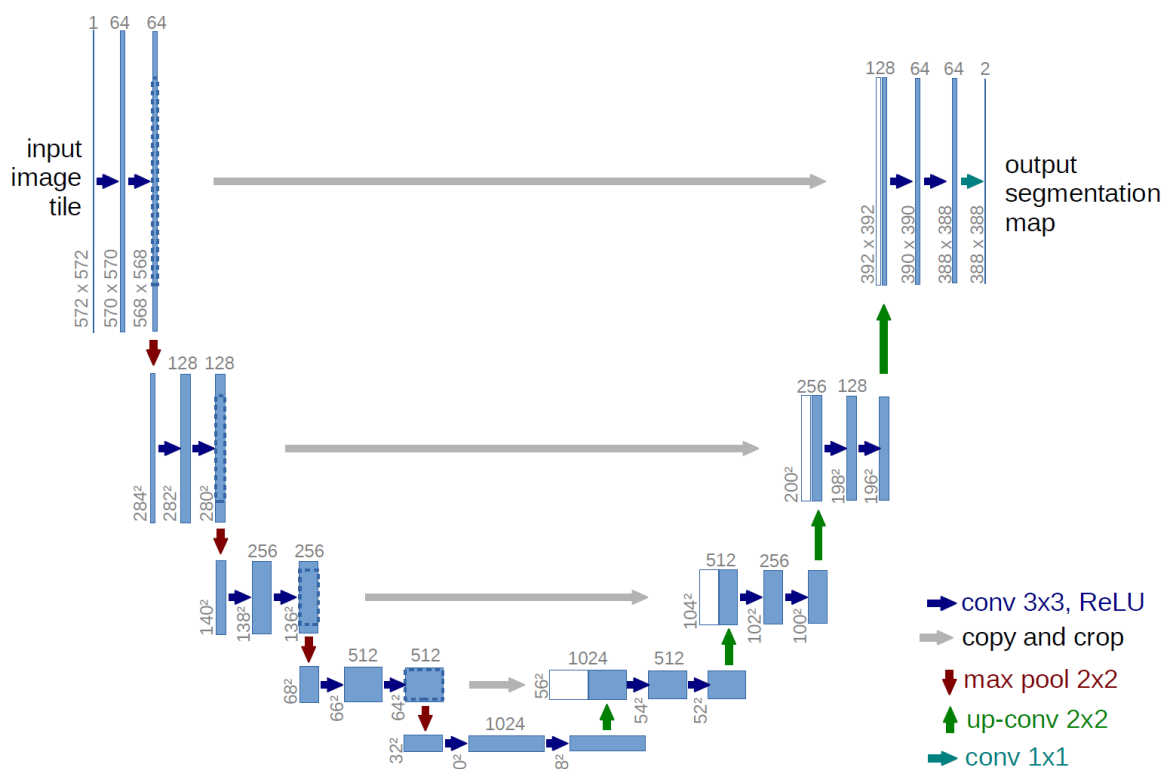 1 64 64
128 64 64 2
input
image
tile
output
segmentation
map
572 x 572
570 x 570
568 x 568
392 x 392
390 x 390
388 x 388
388 x 388
128 128
256 128
284²
282²
280²
200²
198²
196²
256 256
512 256
140²
138²
136²
104²
102²
100²
512 512
1024 512
68²
66²
64²
56²
54²
52²
1024
32²
0²
8²
conv 3x3, ReLU
copy and crop
max pool 2x2
up-conv 2x2
conv 1x1